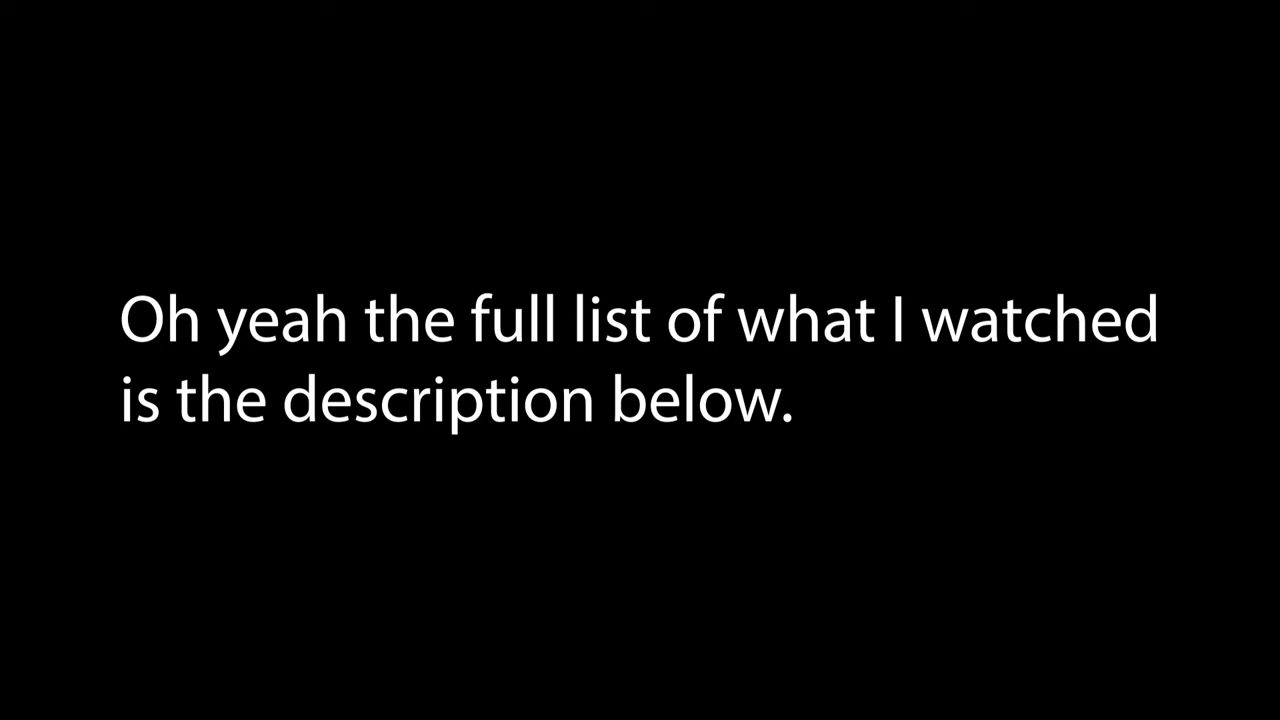 Oh yeah the full list of what I watched
is the description below.